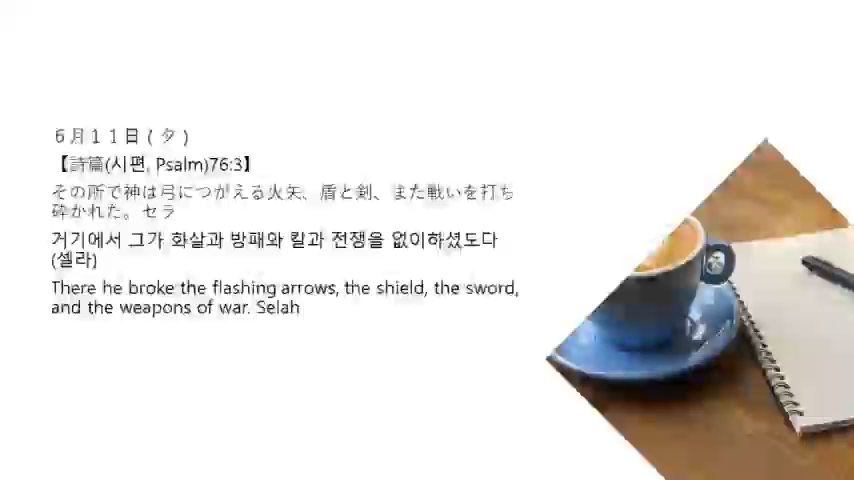 ６月１１日（夕）
【詩篇(시편, Psalm)76:3】
その所で神は弓につがえる火矢、盾と剣、また戦いを打ち
砕かれた。セラ
거기에서 그가 화살과 방패와 칼과 전쟁을 없이하셨도다
(셀라)
There he broke the flashing arrows, the shield, the sword,
and the weapons of war. Selah